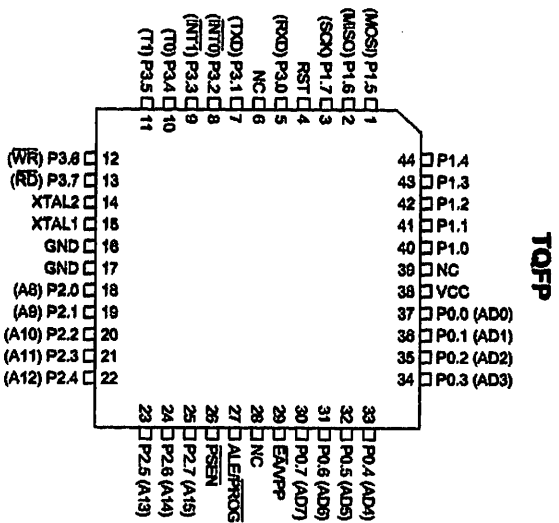 TQFP
(MOSI) P1.5 1
(MISO) P1.6 2
(SCK) P1.7 3
RST 4
(RXD) P3.0 5
NC 6
(TXD) P3.1 7
(INT0) P3.2 8
(INT1) P3.3 9
(T0) P3.4 10
(T1) P3.5 11
(WR) P3.6 12
(RD) P3.7 13
XTAL2 14
XTAL1 15
GND 16
GND 17
(A8) P2.0 18
(A9) P2.1 19
(A10) P2.2 20
(A11) P2.3 21
(A12) P2.4 22
23 P2.5 (A13)
24 P2.6 (A14)
25 P2.7 (A15)
26 PSEN
27 ALE/PROG
28 NC
29 EA/VPP
30 P0.7 (AD7)
31 P0.6 (AD6)
32 P0.5 (AD5)
33 P0.4 (AD4)
34 P0.3 (AD3)
35 P0.2 (AD2)
36 P0.1 (AD1)
37 P0.0 (AD0)
38 VCC
39 NC
40 P1.0
41 P1.1
42 P1.2
43 P1.3
44 P1.4